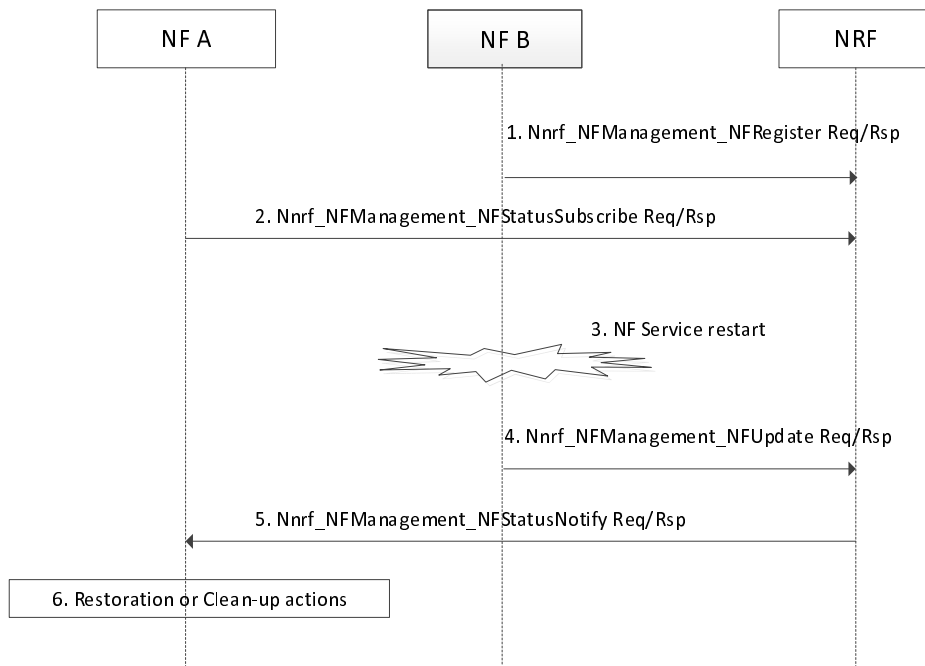 NF A
NF B
NRF
1. Nnrf_NFManagement_NFRegister Req/Rsp
2. Nnrf_NFManagement_NFStatusSubscribe Req/Rsp
3. NF Service restart
4. Nnrf_NFManagement_NFUpdate Req/Rsp
5. Nnrf_NFManagement_NFStatusNotify Req/Rsp
6. Restoration or Clean-up actions